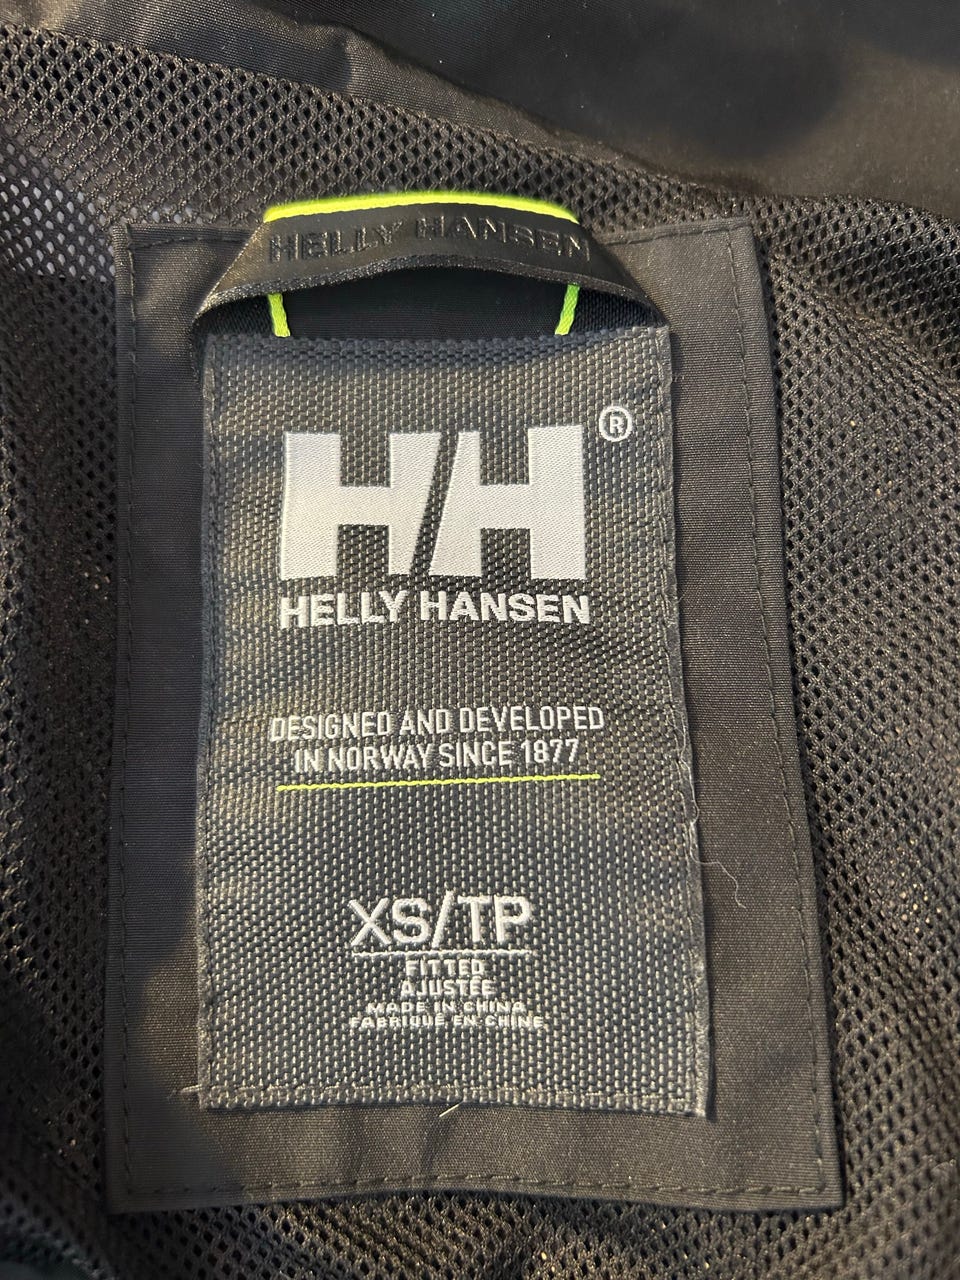 HELLY HANSEN
HH®
HELLY HANSEN
DESIGNED AND DEVELOPED
IN NORWAY SINCE 1877
XS/TP
FITTED
AJUSTÉE
MADE IN CHINA
FABRIQUÉ EN CHINE